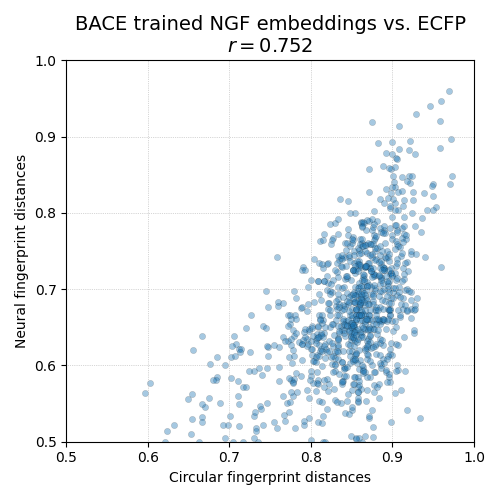 BACE trained NGF embeddings vs. ECFP
r = 0.752
1.0
0.9
0.8
0.7
0.6
0.5
Neural fingerprint distances
0.5 0.6 0.7 0.8 0.9 1.0
Circular fingerprint distances